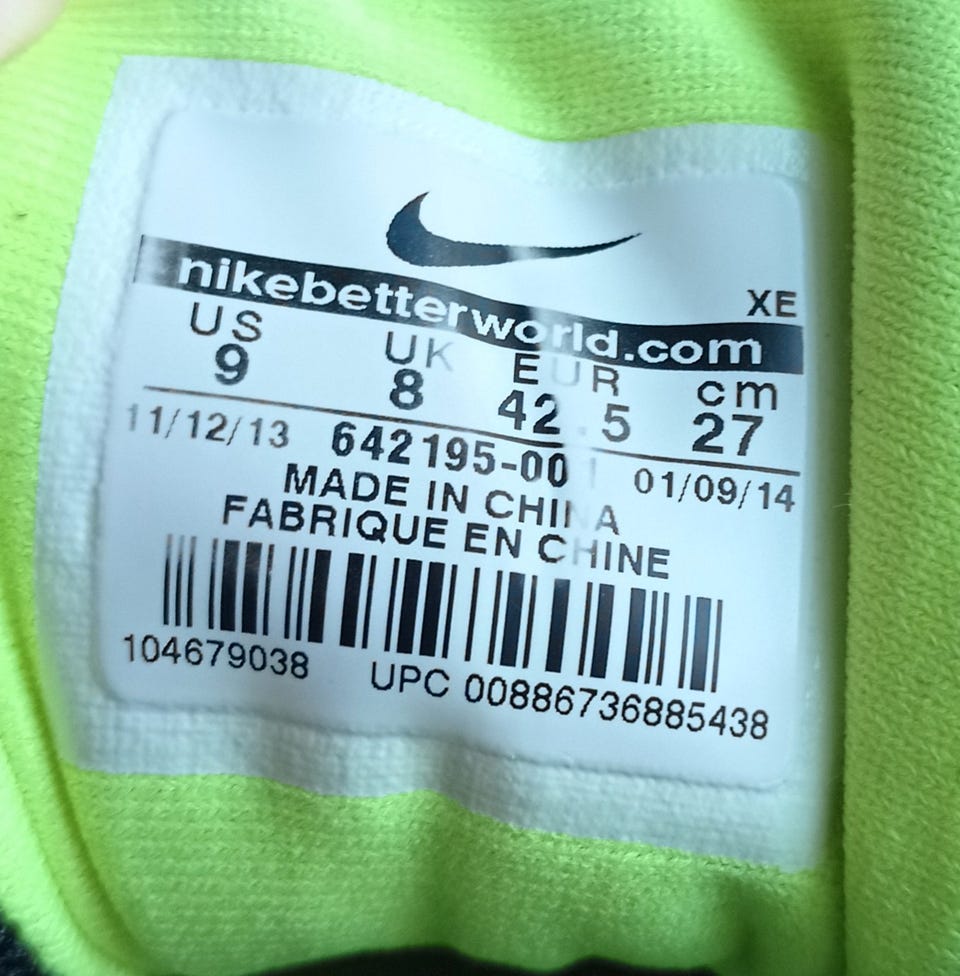 XE
nikebetterworld.com
US UK EUR cm
9 8 42.5 27
11/12/13 642195-001 01/09/14
MADE IN CHINA
FABRIQUE EN CHINE
104679038 UPC 00886736885438